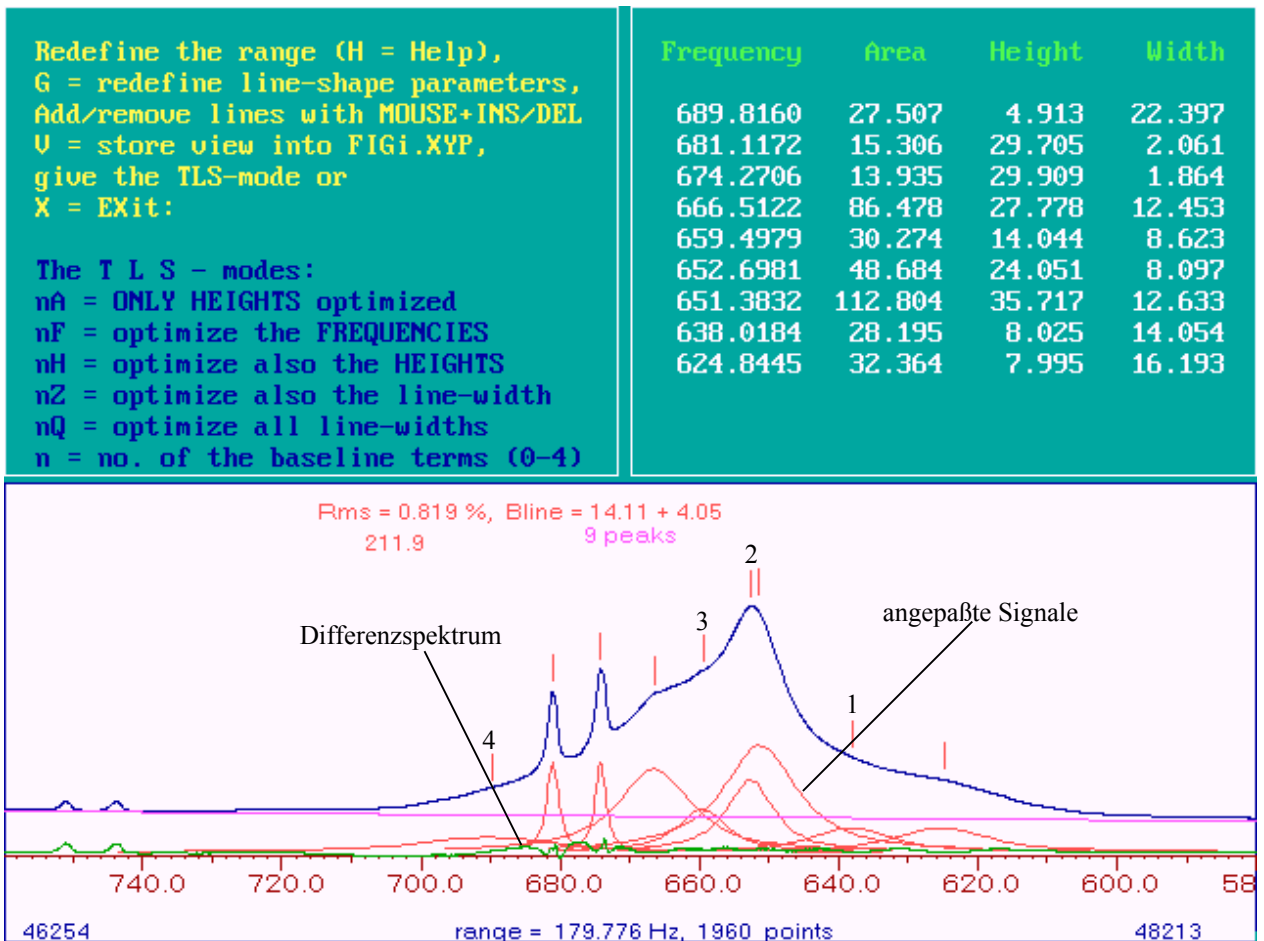 Redefine the range (H = Help),
G = redefine line-shape parameters,
Add/remove lines with MOUSE+INS/DEL
V = store view into FIGi.XYP,
give the TLS-mode or
X = EXit:
The T L S - modes:
nA = ONLY HEIGHTS optimized
nF = optimize the FREQUENCIES
nH = optimize also the HEIGHTS
nZ = optimize also the line-width
nQ = optimize all line-widths
n = no. of the baseline terms (0-4)
Frequency Area Height Width
689.8160 27.507 4.913 22.397
681.1172 15.306 29.705 2.061
674.2706 13.935 29.909 1.864
666.5122 86.478 27.778 12.453
659.4979 30.274 14.044 8.623
652.6981 48.684 24.051 8.097
651.3832 112.804 35.717 12.633
638.0184 28.195 8.025 14.054
624.8445 32.364 7.995 16.193
Rms = 0.819 %, Bline = 14.11 + 4.05
211.9
9 peaks
2
3
angepaßte Signale
Differenzspektrum
1
4
740.0 720.0 700.0 680.0 660.0 640.0 620.0 600.0 58
46254 range = 179.776 Hz, 1960 points 48213